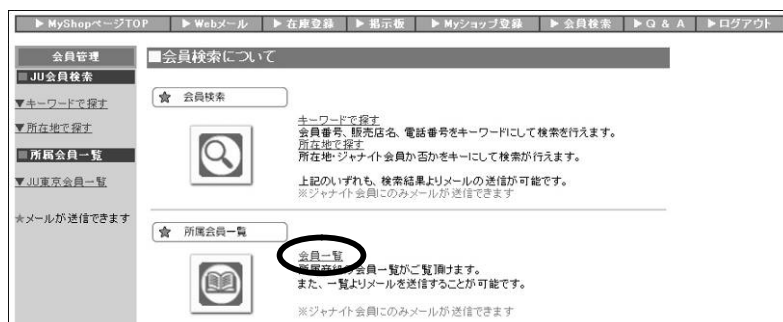 ▶MyShopページTOP ▶Webメール ▶在庫登録 ▶掲示板 ▶Myショップ登録 ▶会員検索 ▶Q & A ▶ログアウト
会員管理
■JU会員検索
▼キーワードで探す
▼所在地で探す
■所属会員一覧
▼JU東京会員一覧
★メールが送信できます
■会員検索について
☆ 会員検索
キーワードで探す
会員番号、販売店名、電話番号をキーワードにして検索を行えます。
所在地で探す
所在地・ジャナイト会員か否かをキーにして検索が行えます。
上記のいずれも、検索結果よりメールの送信が可能です。
※ジャナイト会員にのみメールが送信できます
☆ 所属会員一覧
会員一覧
所属商組の会員一覧がご覧頂けます。
また、一覧よりメールを送信することが可能です。
※ジャナイト会員にのみメールが送信できます